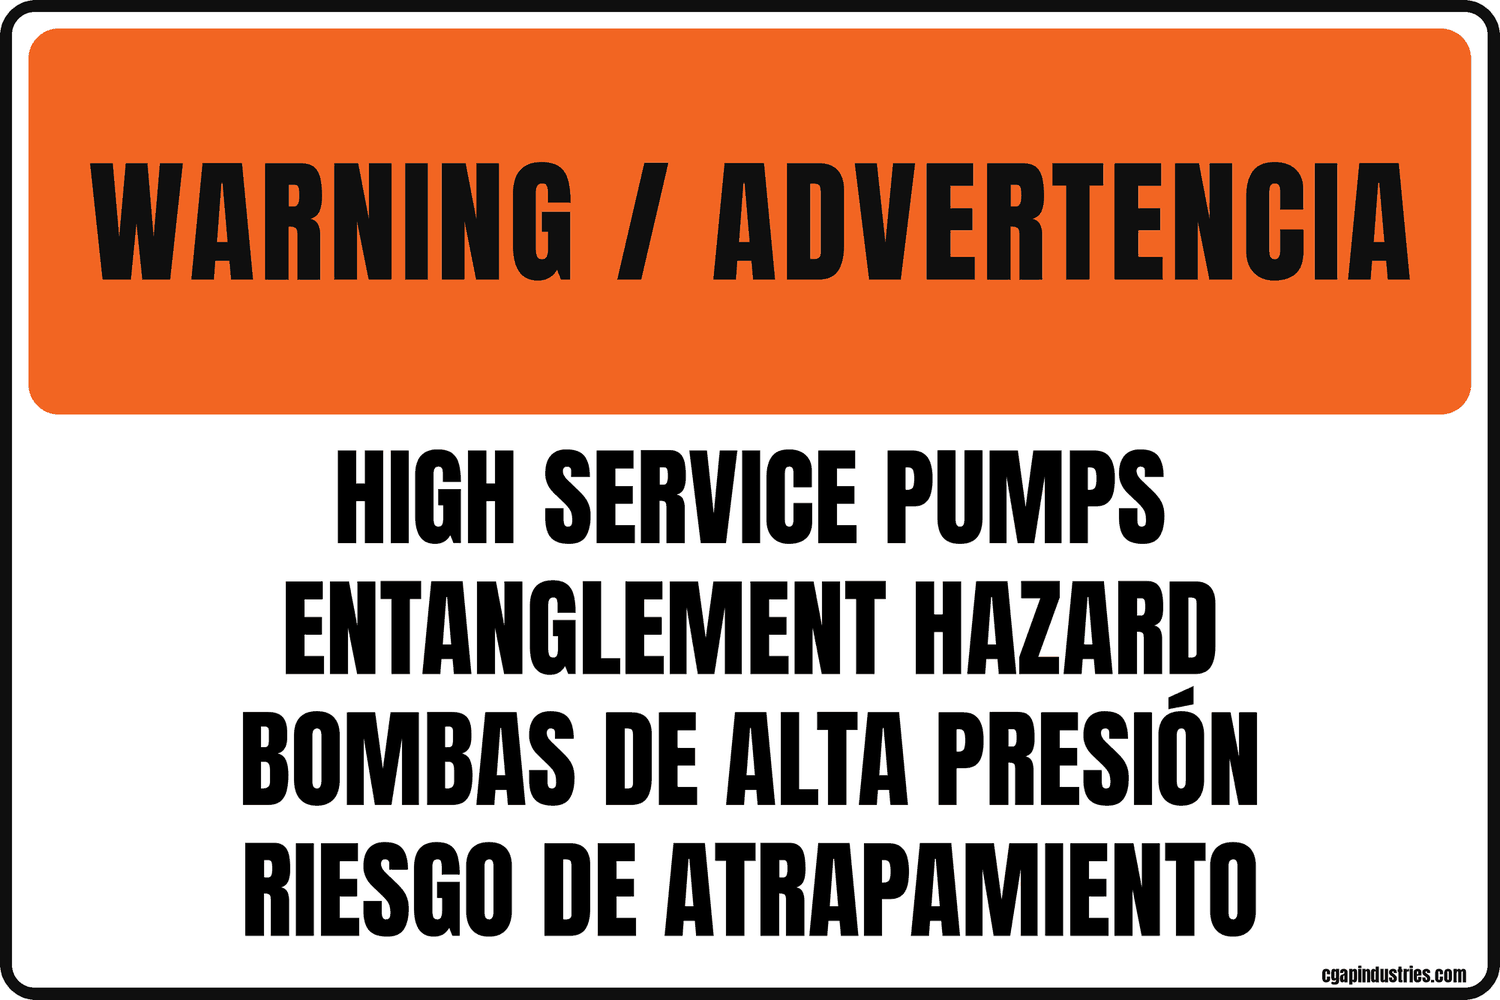 WARNING / ADVERTENCIA
HIGH SERVICE PUMPS
ENTANGLEMENT HAZARD
BOMBAS DE ALTA PRESIÓN
RIESGO DE ATRAPAMIENTO
cgapindustries.com